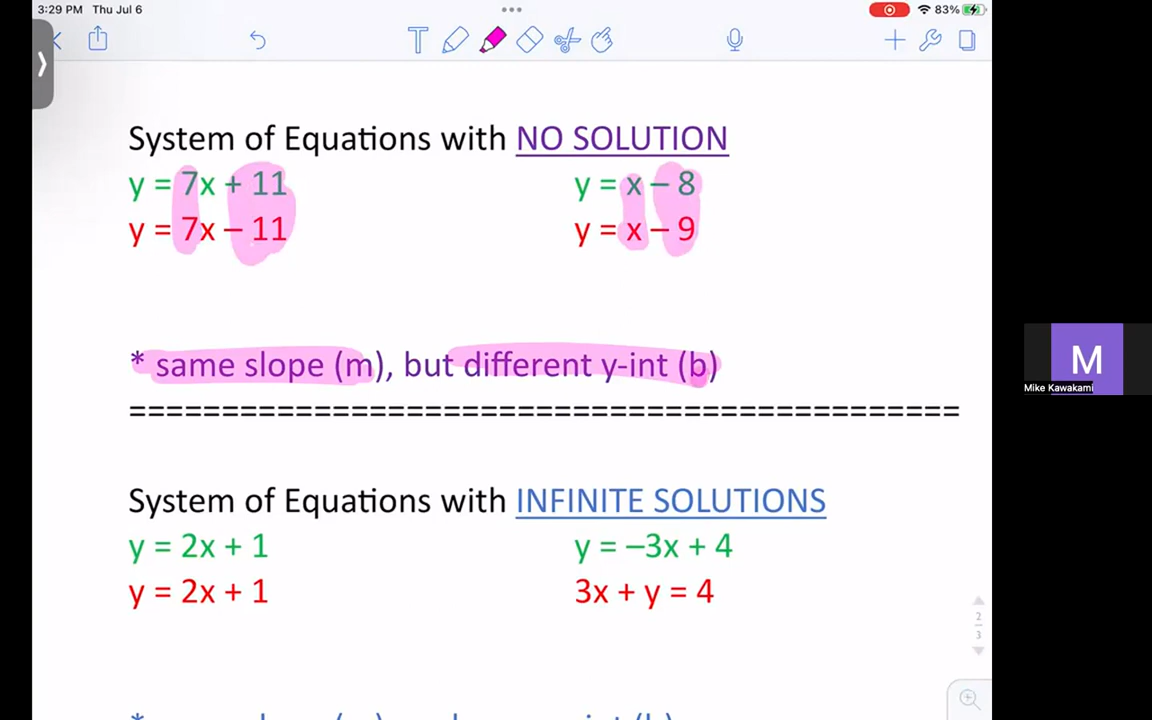 3:29 PM Thu Jul 6
83%
System of Equations with NO SOLUTION
y = 7x + 11 y = x – 8
y = 7x – 11 y = x – 9
* same slope (m), but different y-int (b)
=============================================
Mike Kawakami
M
System of Equations with INFINITE SOLUTIONS
y = 2x + 1 y = –3x + 4
y = 2x + 1 3x + y = 4
2
3